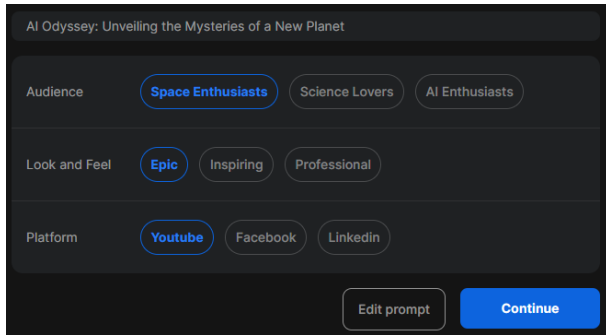 AI Odyssey: Unveiling the Mysteries of a New Planet
Audience Space Enthusiasts Science Lovers AI Enthusiasts
Look and Feel Epic Inspiring Professional
Platform Youtube Facebook Linkedin
Edit prompt Continue